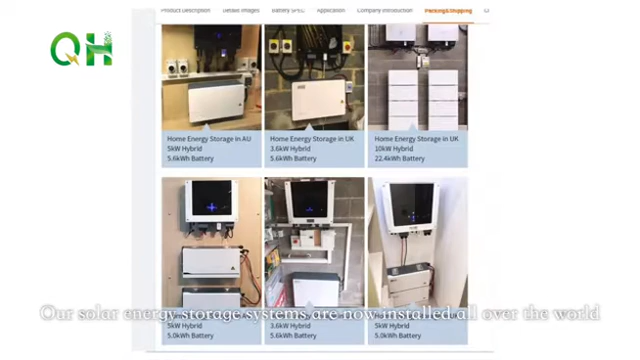 Product Description Detailed Images Battery SPEC Application Company Introduction Packing&Shipping
QH
Home Energy Storage in AU
5kW Hybrid
5.6kWh Battery
Home Energy Storage in UK
3.6kW Hybrid
5.6kWh Battery
Home Energy Storage in UK
10kW Hybrid
22.4kWh Battery
Our solar energy storage systems are now installed all over the world
5kW Hybrid
5.0kWh Battery
3.6kW Hybrid
5.6kWh Battery
5kW Hybrid
5.0kWh Battery